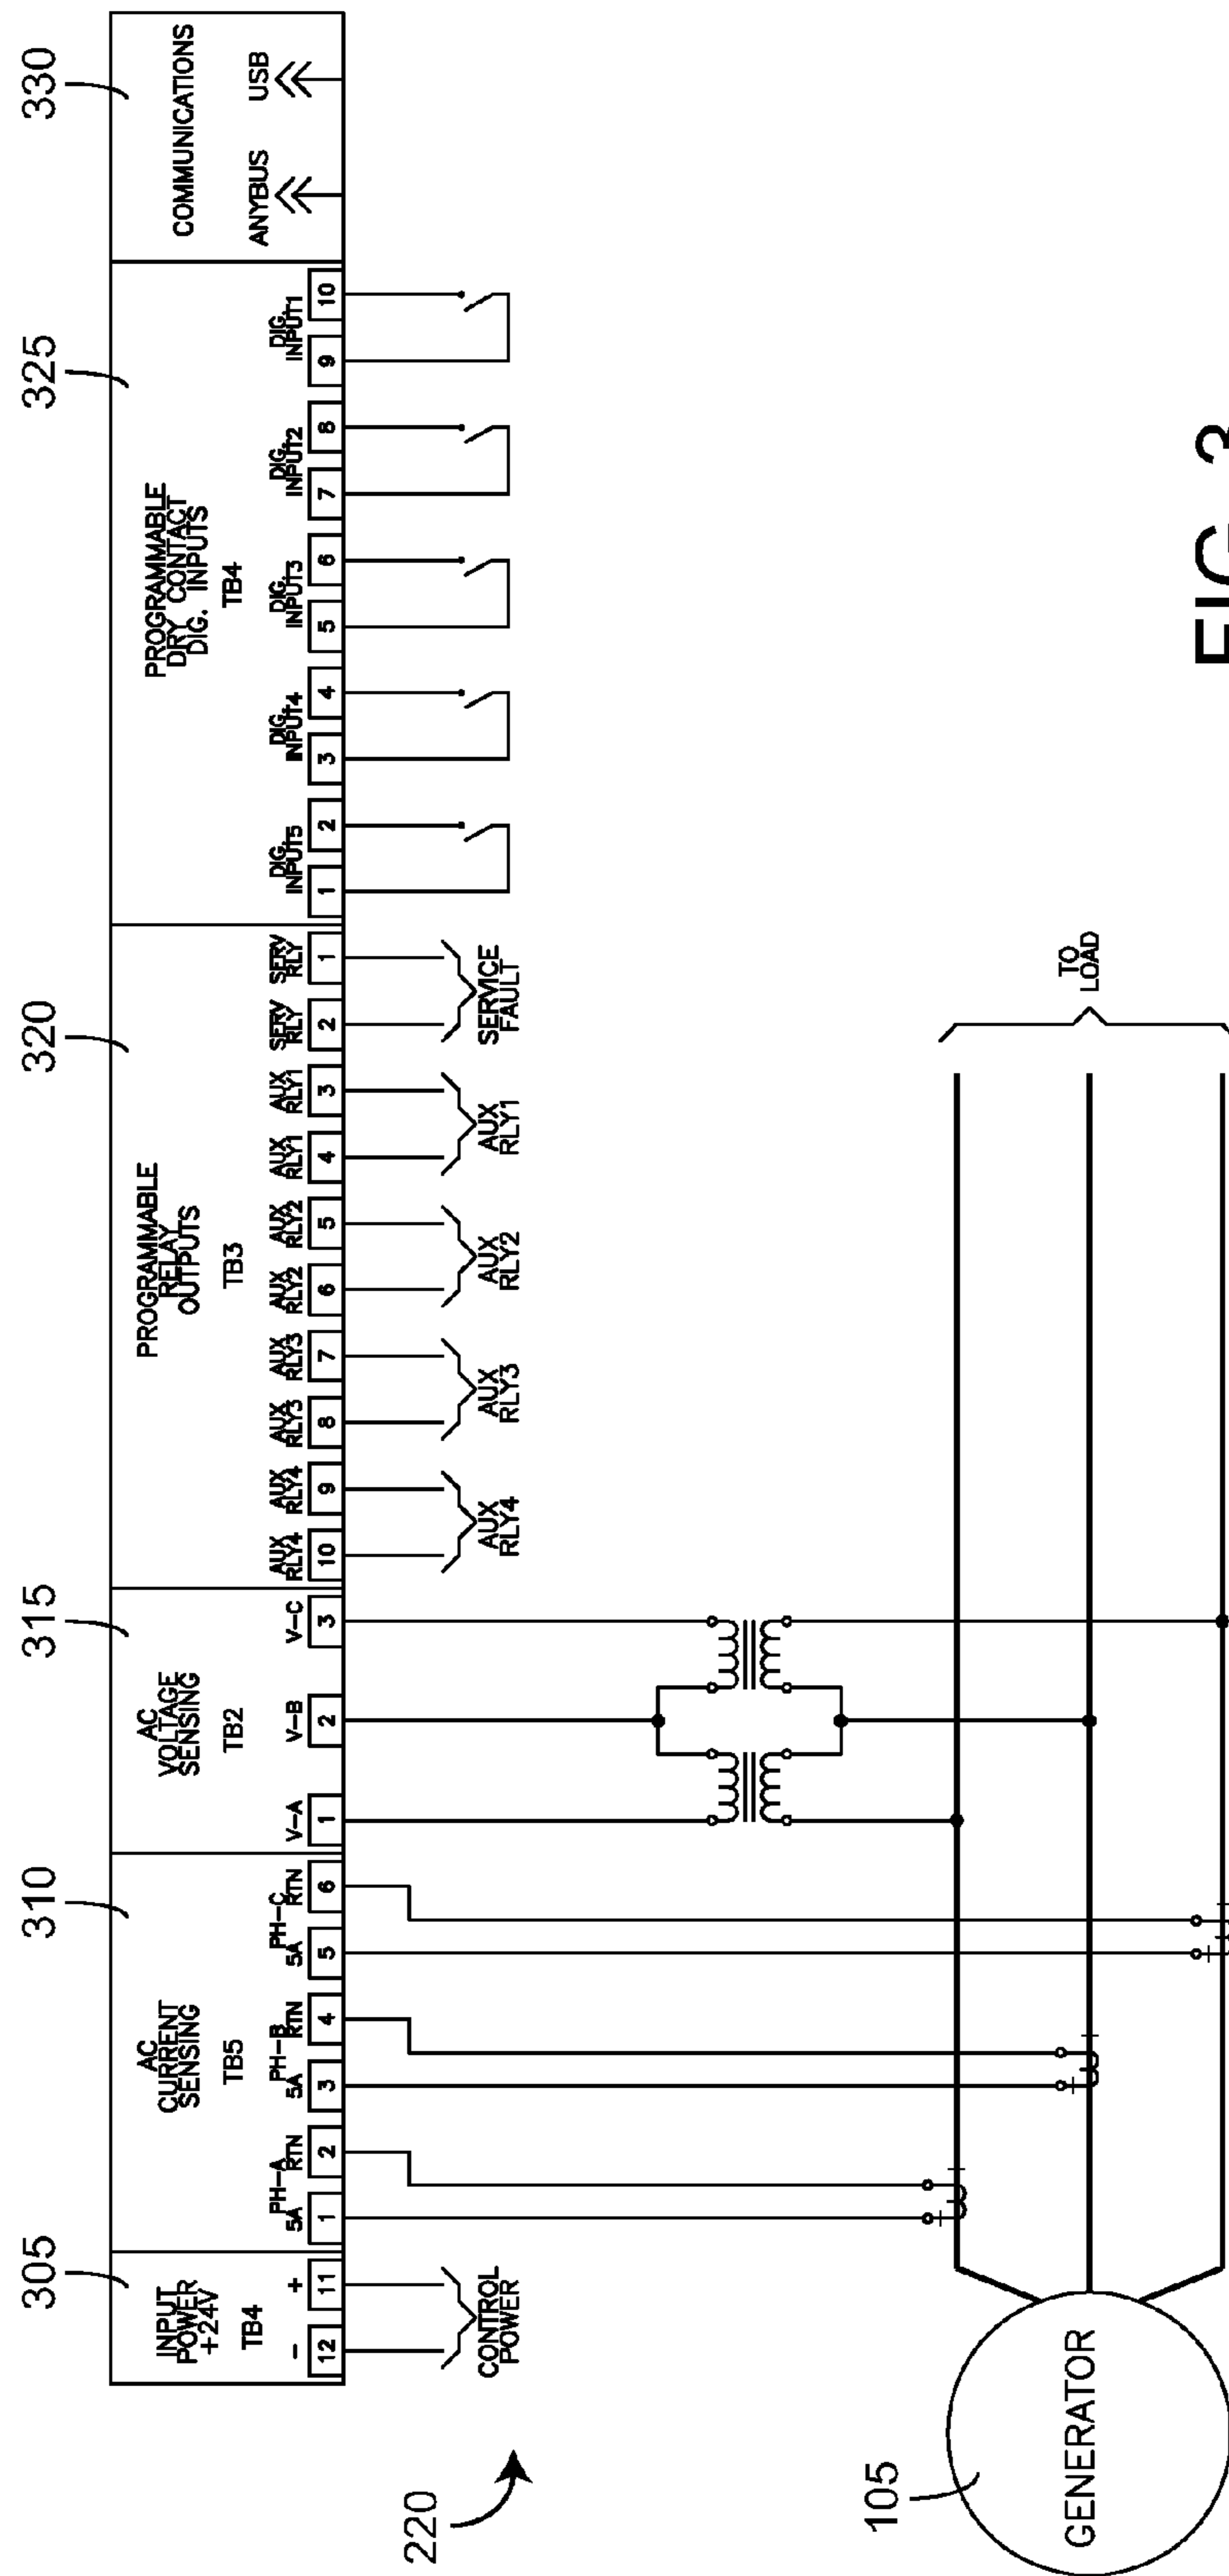 305
310
315
320
325
330
INPUT
POWER
+24V
TB4
- +
12 11
CONTROL
POWER
AC
CURRENT
SENSING
TB5
PH-A PH-B PH-C
5A RTN 5A RTN 5A RTN
1 2 3 4 5 6
AC
VOLTAGE
SENSING
TB2
V-A V-B V-C
1 2 3
PROGRAMMABLE
RELAY
OUTPUTS
TB3
AUX AUX AUX AUX AUX AUX AUX AUX SERV SERV
RLY4 RLY4 RLY3 RLY3 RLY2 RLY2 RLY1 RLY1 RLY RLY
10 9 8 7 6 5 4 3 2 1
AUX
RLY4
AUX
RLY3
AUX
RLY2
AUX
RLY1
SERVICE
FAULT
PROGRAMMABLE
DRY CONTACT
DIG. INPUTS
TB4
DIG. DIG. DIG. DIG. DIG.
INPUT5 INPUT4 INPUT3 INPUT2 INPUT1
1 2 3 4 5 6 7 8 9 10
COMMUNICATIONS
ANYBUS USB
220
105
GENERATOR
TO
LOAD
FIG. 3